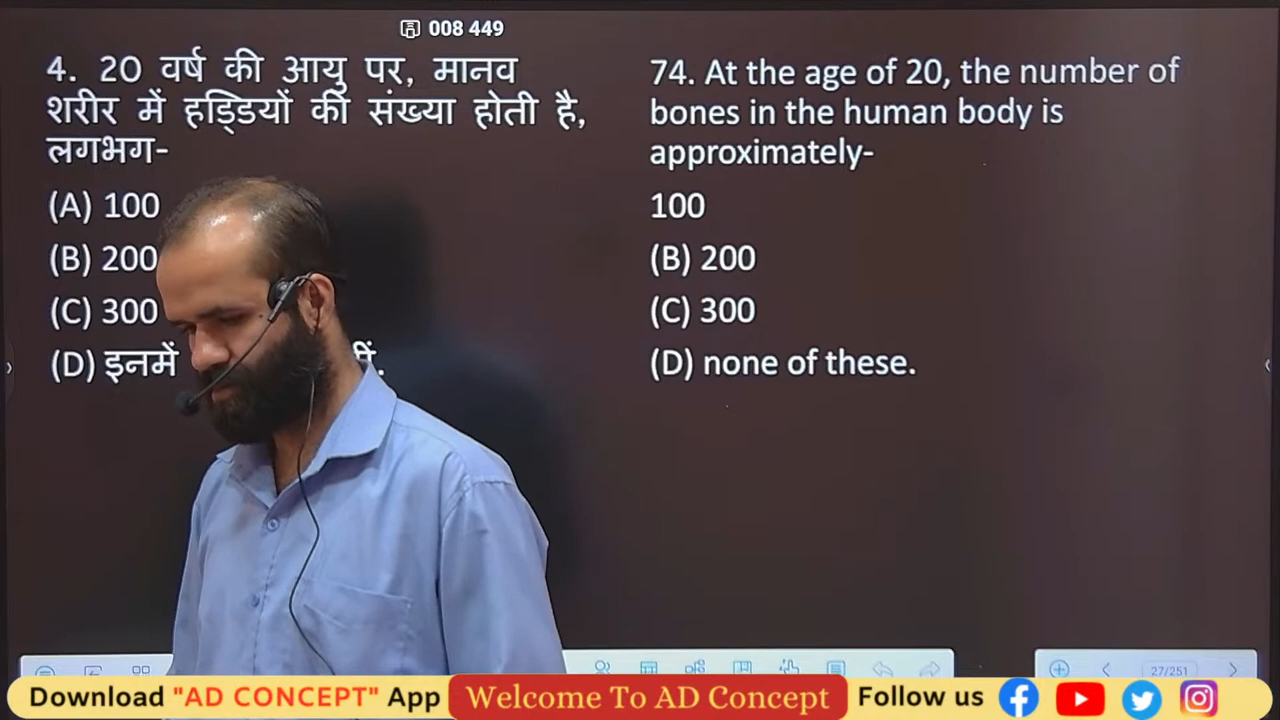 008 449
4. 20 वर्ष की आयु पर, मानव
शरीर में हड्डियों की संख्या होती है,
लगभग-
(A) 100
(B) 200
(C) 300
(D) इनमें
74. At the age of 20, the number of
bones in the human body is
approximately-
100
(B) 200
(C) 300
(D) none of these.
27/251
Download "AD CONCEPT" App
Welcome To AD Concept
Follow us